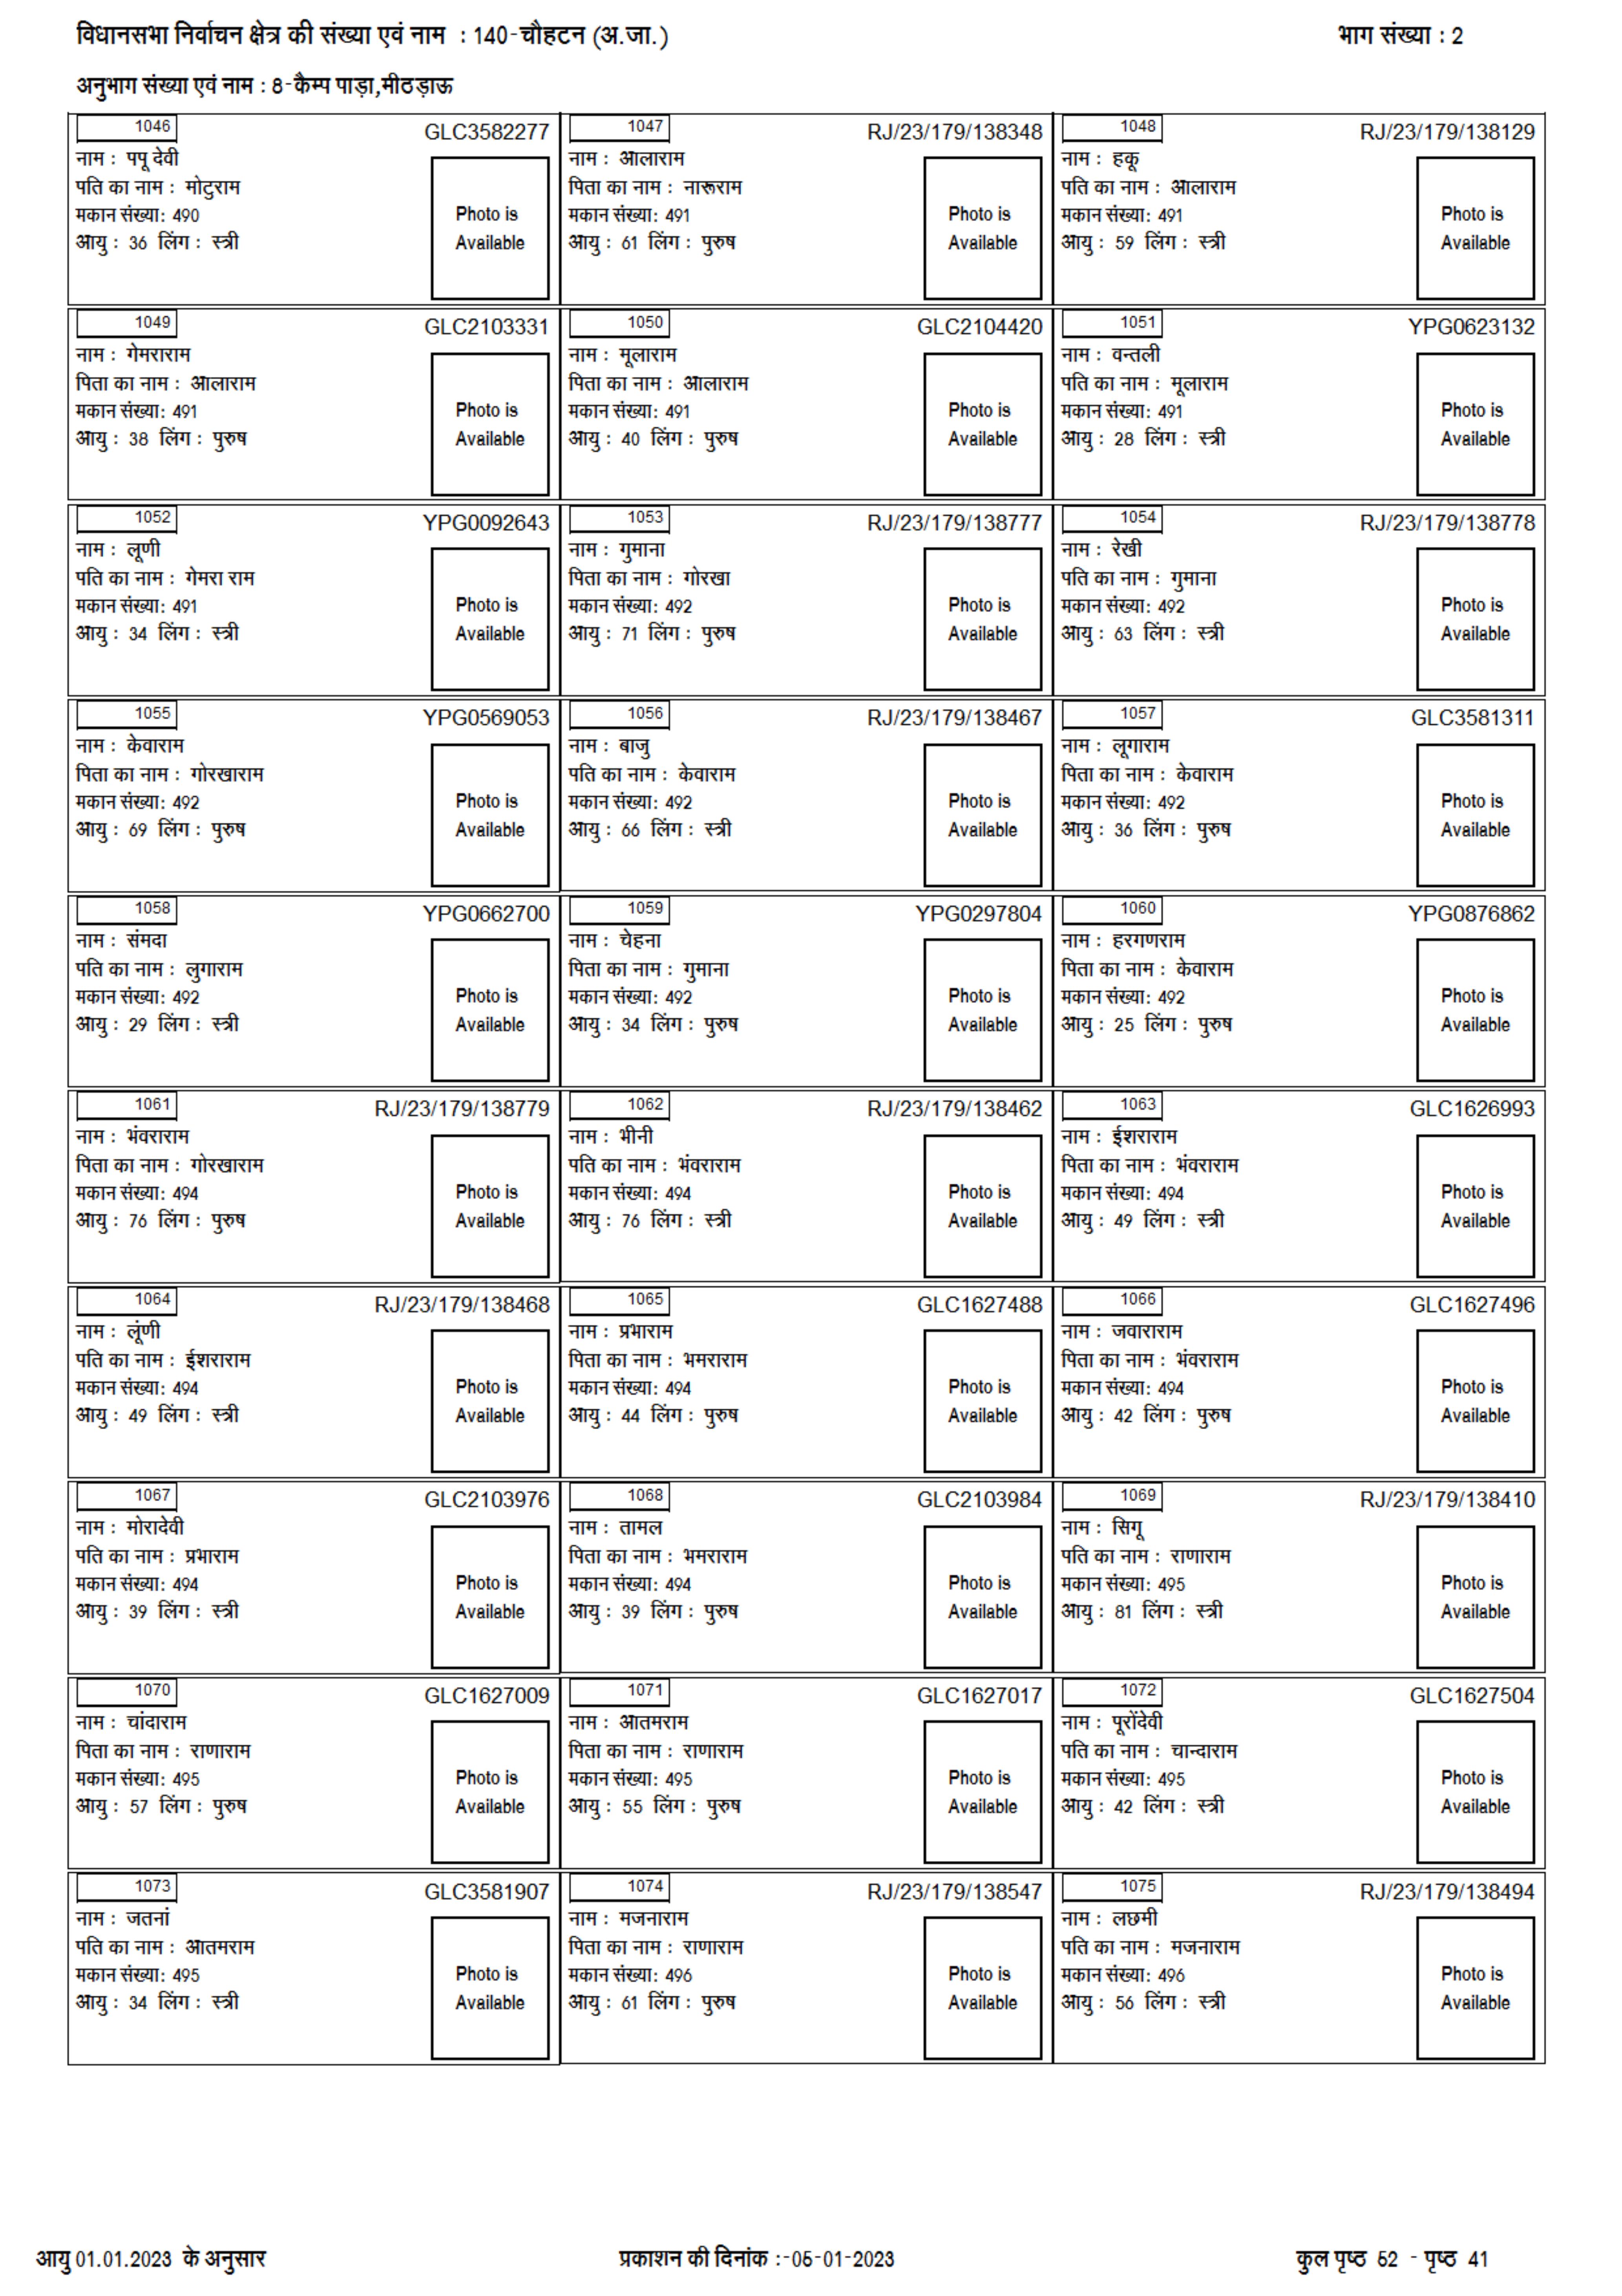 विधानसभा निर्वाचन क्षेत्र की संख्या एवं नाम : 140-चौहटन (अ.जा.) भाग संख्या : 2
अनुभाग संख्या एवं नाम : 8-कैम्प पाड़ा,मीठड़ाऊ
1046 GLC3582277
नाम : पपू देवी
पति का नाम : मोटुराम
मकान संख्या: 490
आयु : 36 लिंग : स्त्री
Photo is
Available
1047 RJ/23/179/138348
नाम : आलाराम
पिता का नाम : नारूराम
मकान संख्या: 491
आयु : 61 लिंग : पुरुष
Photo is
Available
1048 RJ/23/179/138129
नाम : हकू
पति का नाम : आलाराम
मकान संख्या: 491
आयु : 59 लिंग : स्त्री
Photo is
Available
1049 GLC2103331
नाम : गेमराराम
पिता का नाम : आलाराम
मकान संख्या: 491
आयु : 38 लिंग : पुरुष
Photo is
Available
1050 GLC2104420
नाम : मूलाराम
पिता का नाम : आलाराम
मकान संख्या: 491
आयु : 40 लिंग : पुरुष
Photo is
Available
1051 YPG0623132
नाम : वन्तली
पति का नाम : मूलाराम
मकान संख्या: 491
आयु : 28 लिंग : स्त्री
Photo is
Available
1052 YPG0092643
नाम : लूणी
पति का नाम : गेमरा राम
मकान संख्या: 491
आयु : 34 लिंग : स्त्री
Photo is
Available
1053 RJ/23/179/138777
नाम : गुमाना
पिता का नाम : गोरखा
मकान संख्या: 492
आयु : 71 लिंग : पुरुष
Photo is
Available
1054 RJ/23/179/138778
नाम : रेखी
पति का नाम : गुमाना
मकान संख्या: 492
आयु : 63 लिंग : स्त्री
Photo is
Available
1055 YPG0569053
नाम : केवाराम
पिता का नाम : गोरखाराम
मकान संख्या: 492
आयु : 69 लिंग : पुरुष
Photo is
Available
1056 RJ/23/179/138467
नाम : बाजु
पति का नाम : केवाराम
मकान संख्या: 492
आयु : 66 लिंग : स्त्री
Photo is
Available
1057 GLC3581311
नाम : लूगाराम
पिता का नाम : केवाराम
मकान संख्या: 492
आयु : 36 लिंग : पुरुष
Photo is
Available
1058 YPG0662700
नाम : संमदा
पति का नाम : लुगाराम
मकान संख्या: 492
आयु : 29 लिंग : स्त्री
Photo is
Available
1059 YPG0297804
नाम : चेहना
पिता का नाम : गुमाना
मकान संख्या: 492
आयु : 34 लिंग : पुरुष
Photo is
Available
1060 YPG0876862
नाम : हरगणराम
पिता का नाम : केवाराम
मकान संख्या: 492
आयु : 25 लिंग : पुरुष
Photo is
Available
1061 RJ/23/179/138779
नाम : भंवराराम
पिता का नाम : गोरखाराम
मकान संख्या: 494
आयु : 76 लिंग : पुरुष
Photo is
Available
1062 RJ/23/179/138462
नाम : भीनी
पति का नाम : भंवराराम
मकान संख्या: 494
आयु : 76 लिंग : स्त्री
Photo is
Available
1063 GLC1626993
नाम : ईशराराम
पिता का नाम : भंवराराम
मकान संख्या: 494
आयु : 49 लिंग : स्त्री
Photo is
Available
1064 RJ/23/179/138468
नाम : लूंणी
पति का नाम : ईशराराम
मकान संख्या: 494
आयु : 49 लिंग : स्त्री
Photo is
Available
1065 GLC1627488
नाम : प्रभाराम
पिता का नाम : भमराराम
मकान संख्या: 494
आयु : 44 लिंग : पुरुष
Photo is
Available
1066 GLC1627496
नाम : जवाराराम
पिता का नाम : भंवराराम
मकान संख्या: 494
आयु : 42 लिंग : पुरुष
Photo is
Available
1067 GLC2103976
नाम : मोरादेवी
पति का नाम : प्रभाराम
मकान संख्या: 494
आयु : 39 लिंग : स्त्री
Photo is
Available
1068 GLC2103984
नाम : तामल
पिता का नाम : भमराराम
मकान संख्या: 494
आयु : 39 लिंग : पुरुष
Photo is
Available
1069 RJ/23/179/138410
नाम : सिगू
पति का नाम : राणाराम
मकान संख्या: 495
आयु : 81 लिंग : स्त्री
Photo is
Available
1070 GLC1627009
नाम : चांदाराम
पिता का नाम : राणाराम
मकान संख्या: 495
आयु : 57 लिंग : पुरुष
Photo is
Available
1071 GLC1627017
नाम : आतमराम
पिता का नाम : राणाराम
मकान संख्या: 495
आयु : 55 लिंग : पुरुष
Photo is
Available
1072 GLC1627504
नाम : पूरोंदेवी
पति का नाम : चान्दाराम
मकान संख्या: 495
आयु : 42 लिंग : स्त्री
Photo is
Available
1073 GLC3581907
नाम : जतनां
पति का नाम : आतमराम
मकान संख्या: 495
आयु : 34 लिंग : स्त्री
Photo is
Available
1074 RJ/23/179/138547
नाम : मजनाराम
पिता का नाम : राणाराम
मकान संख्या: 496
आयु : 61 लिंग : पुरुष
Photo is
Available
1075 RJ/23/179/138494
नाम : लछमी
पति का नाम : मजनाराम
मकान संख्या: 496
आयु : 56 लिंग : स्त्री
Photo is
Available
आयु 01.01.2023 के अनुसार प्रकाशन की दिनांक :-05-01-2023 कुल पृष्ठ 52 - पृष्ठ 41